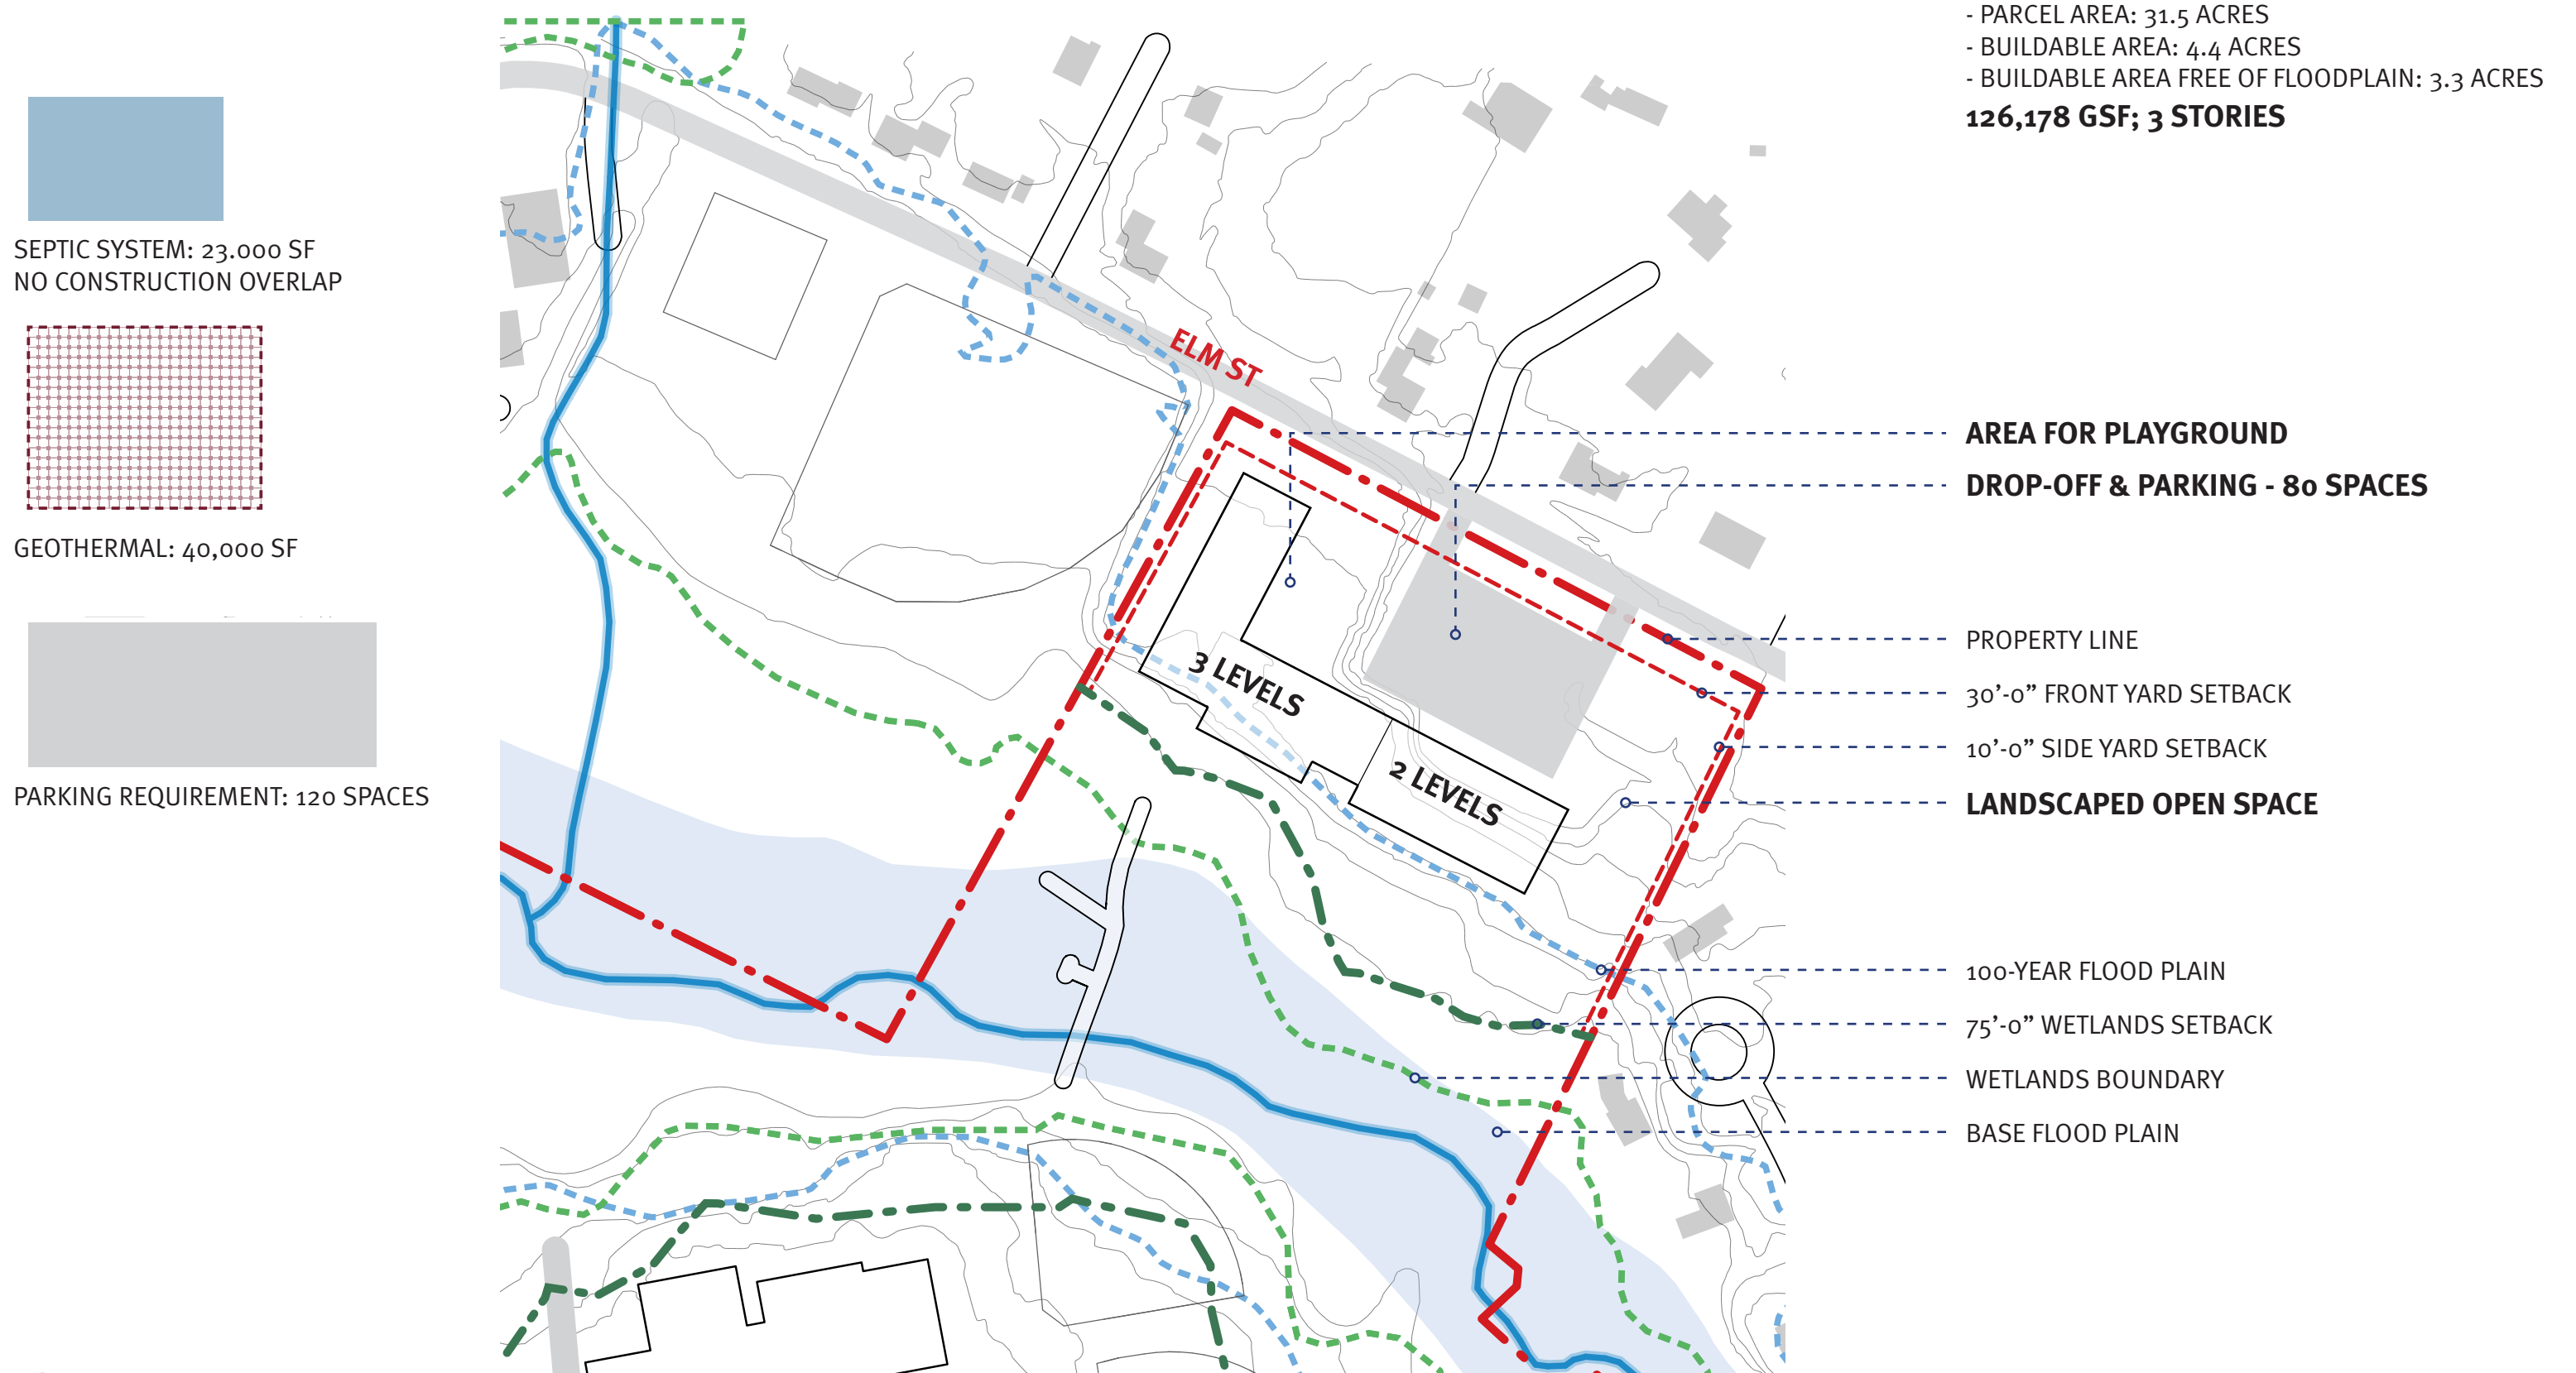 - PARCEL AREA: 31.5 ACRES
- BUILDABLE AREA: 4.4 ACRES
- BUILDABLE AREA FREE OF FLOODPLAIN: 3.3 ACRES
126,178 GSF; 3 STORIES
SEPTIC SYSTEM: 23.000 SF
NO CONSTRUCTION OVERLAP
GEOTHERMAL: 40,000 SF
PARKING REQUIREMENT: 120 SPACES
ELM ST
3 LEVELS
2 LEVELS
AREA FOR PLAYGROUND
DROP-OFF & PARKING - 80 SPACES
PROPERTY LINE
30’-0” FRONT YARD SETBACK
10’-0” SIDE YARD SETBACK
LANDSCAPED OPEN SPACE
100-YEAR FLOOD PLAIN
75’-0” WETLANDS SETBACK
WETLANDS BOUNDARY
BASE FLOOD PLAIN